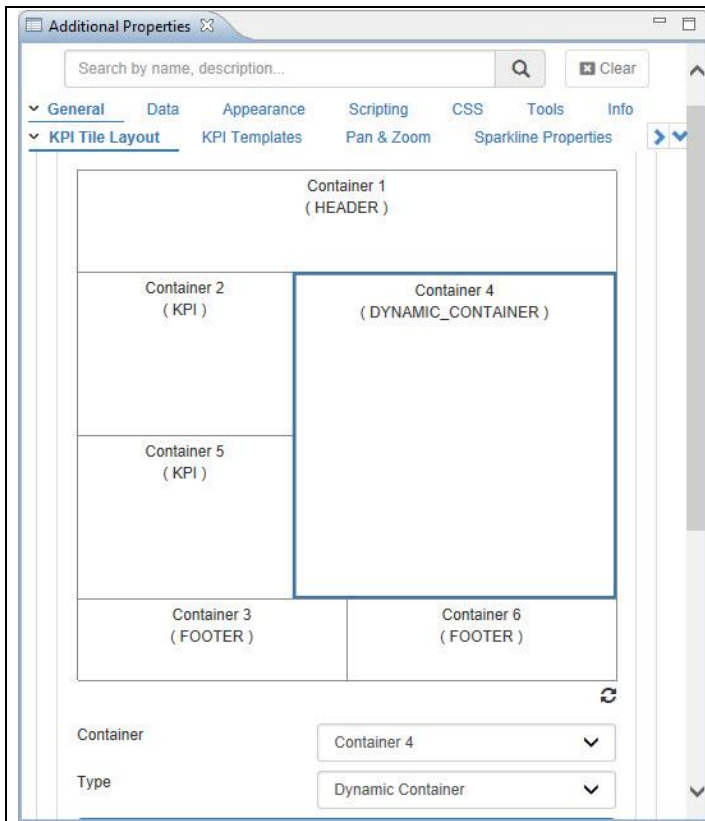 Additional Properties
Search by name, description...
Clear
General Data Appearance Scripting CSS Tools Info
KPI Tile Layout KPI Templates Pan & Zoom Sparkline Properties
Container 1
( HEADER )
Container 2
( KPI )
Container 4
( DYNAMIC_CONTAINER )
Container 5
( KPI )
Container 3
( FOOTER )
Container 6
( FOOTER )
Container Container 4
Type Dynamic Container